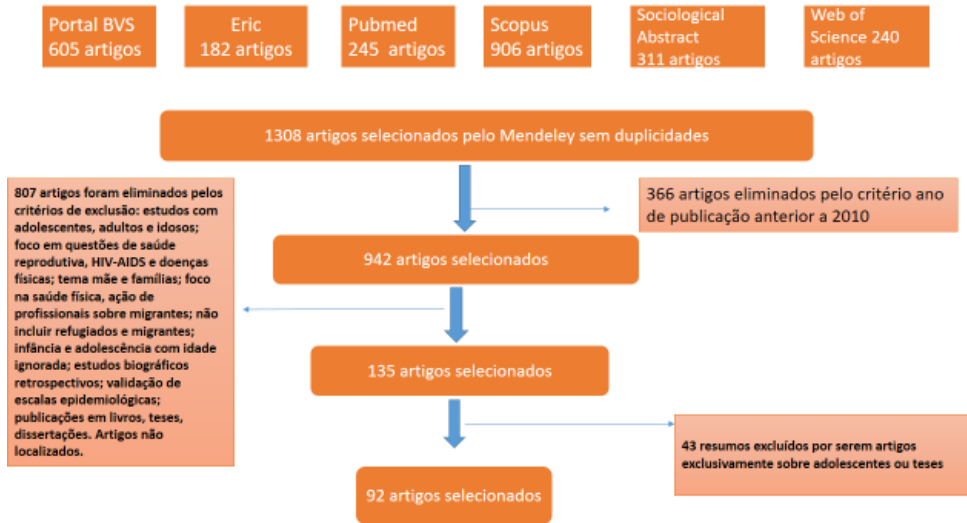 Portal BVS
605 artigos
Eric
182 artigos
Pubmed
245 artigos
Scopus
906 artigos
Sociological
Abstract
311 artigos
Web of
Science 240
artigos
1308 artigos selecionados pelo Mendeley sem duplicidades
366 artigos eliminados pelo critério ano
de publicação anterior a 2010
942 artigos selecionados
807 artigos foram eliminados pelos
critérios de exclusão: estudos com
adolescentes, adultos e idosos;
foco em questões de saúde
reprodutiva, HIV-AIDS e doenças
físicas; tema mãe e famílias; foco
na saúde física, ação de
profissionais sobre migrantes; não
incluir refugiados e migrantes;
infância e adolescência com idade
ignorada; estudos biográficos
retrospectivos; validação de
escalas epidemiológicas;
publicações em livros, teses,
dissertações. Artigos não
localizados.
135 artigos selecionados
43 resumos excluídos por serem artigos
exclusivamente sobre adolescentes ou teses
92 artigos selecionados